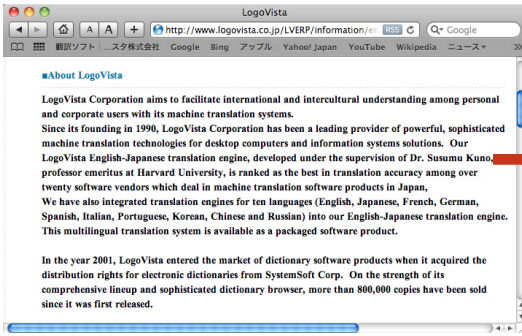 LogoVista
A A + http://www.logovista.co.jp/LVERP/information/en RSS Google
翻訳ソフト|...スタ株式会社 Google Bing アップル Yahoo! Japan YouTube Wikipedia ニュース
■About LogoVista
LogoVista Corporation aims to facilitate international and intercultural understanding among personal
and corporate users with its machine translation systems.
Since its founding in 1990, LogoVista Corporation has been a leading provider of powerful, sophisticated
machine translation technologies for desktop computers and information systems solutions. Our
LogoVista English-Japanese translation engine, developed under the supervision of Dr. Susumu Kuno,
professor emeritus at Harvard University, is ranked as the best in translation accuracy among over
twenty software vendors which deal in machine translation software products in Japan,
We have also integrated translation engines for ten languages (English, Japanese, French, German,
Spanish, Italian, Portuguese, Korean, Chinese and Russian) into our English-Japanese translation engine.
This multilingual translation system is available as a packaged software product.
In the year 2001, LogoVista entered the market of dictionary software products when it acquired the
distribution rights for electronic dictionaries from SystemSoft Corp. On the strength of its
comprehensive lineup and sophisticated dictionary browser, more than 800,000 copies have been sold
since it was first released.